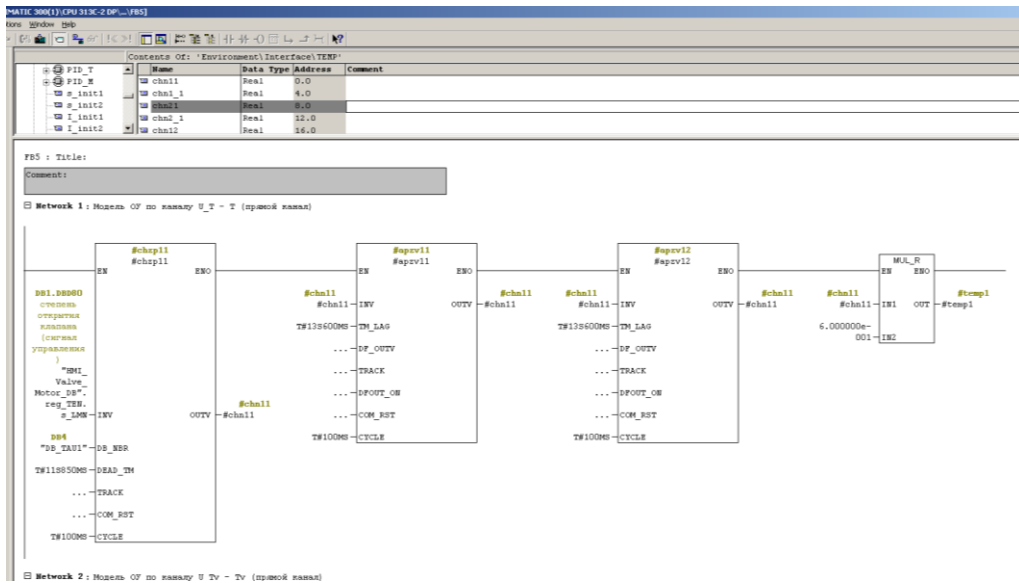 MATIC 300(1)\CPU 313C-2 DP\...\FB5]
tions Window Help
Contents Of: 'Environment\Interface\TEMP'
Name Data Type Address Comment
PID_T chn11 Real 0.0
PID_M chn1_1 Real 4.0
s_init1 chn21 Real 8.0
s_init2 chn2_1 Real 12.0
I_init1 chn12 Real 16.0
I_init2
FB5 : Title:
Comment:
Network 1 : Модель ОУ по каналу U_T - T (прямой канал)
#chzp11
#chzp11
EN ENO
DB1.DBD80
степень
открытия
клапана
(сигнал
управления
)
"HMI_
Valve_
Motor_DB".
reg_TEN.
s_LMN INV OUTV #chn11
#chn11
DB4
"DB_TAU1" DB_NBR
T#11S850MS DEAD_TM
... TRACK
... COM_RST
T#100MS CYCLE
#aprv11
#aprv11
EN ENO
#chn11 #chn11
#chn11 INV OUTV #chn11
T#13S600MS TM_LAG
... DF_OUTV
... TRACK
... DFOUT_ON
... COM_RST
T#100MS CYCLE
#aprv12
#aprv12
EN ENO
#chn11 #chn11
#chn11 INV OUTV #chn11
T#13S600MS TM_LAG
... DF_OUTV
... TRACK
... DFOUT_ON
... COM_RST
T#100MS CYCLE
MUL_R
EN ENO
#chn11 #temp1
#chn11 IN1 OUT #temp1
6.000000e-
001 IN2
Network 2 : Модель ОУ по каналу U_Tv - Tv (прямой канал)